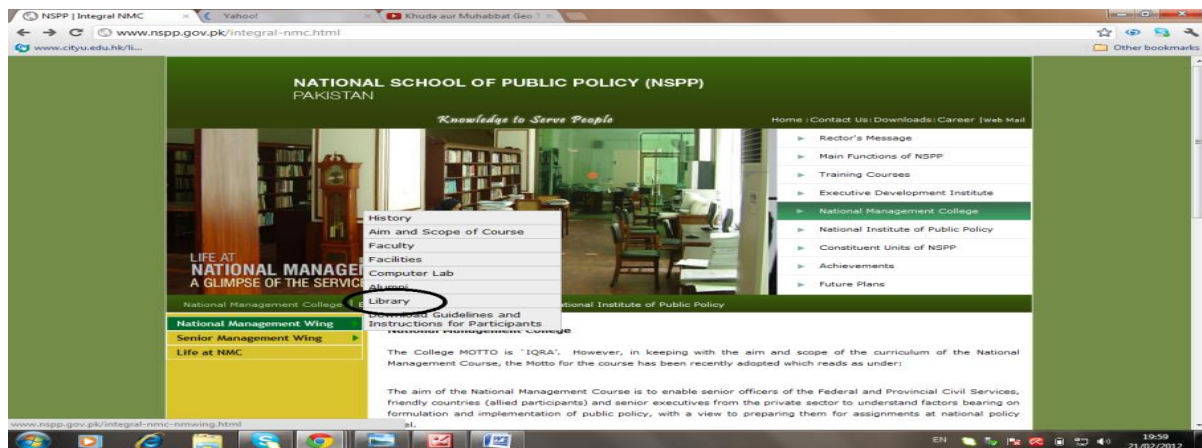 NSPP | Integral NMC
Yahoo!
Khuda aur Muhabbat Geo T
www.nspp.gov.pk/integral-nmc.html
www.cityu.edu.hk/li...
Other bookmarks
NATIONAL SCHOOL OF PUBLIC POLICY (NSPP)
PAKISTAN
Knowledge to Serve People
Home | Contact Us | Downloads | Career | Web Mail
Rector's Message
Main Functions of NSPP
Training Courses
Executive Development Institute
National Management College
National Institute of Public Policy
Constituent Units of NSPP
Achievements
Future Plans
LIFE AT
NATIONAL MANAGE
A GLIMPSE OF THE SERVIC
History
Aim and Scope of Course
Faculty
Facilities
Computer Lab
Alumni
Library
Download Guidelines and
Instructions for Participants
National Management College
ational Institute of Public Policy
National Management Wing
Senior Management Wing
Life at NMC
National Management College
The College MOTTO is `IQRA'. However, in keeping with the aim and scope of the curriculum of the National
Management Course, the Motto for the course has been recently adopted which reads as under:
The aim of the National Management Course is to enable senior officers of the Federal and Provincial Civil Services,
friendly countries (allied participants) and senior executives from the private sector to understand factors bearing on
formulation and implementation of public policy, with a view to preparing them for assignments at national policy
al.
www.nspp.gov.pk/integral-nmc-nmwing.html
EN
19:59
21/02/2012